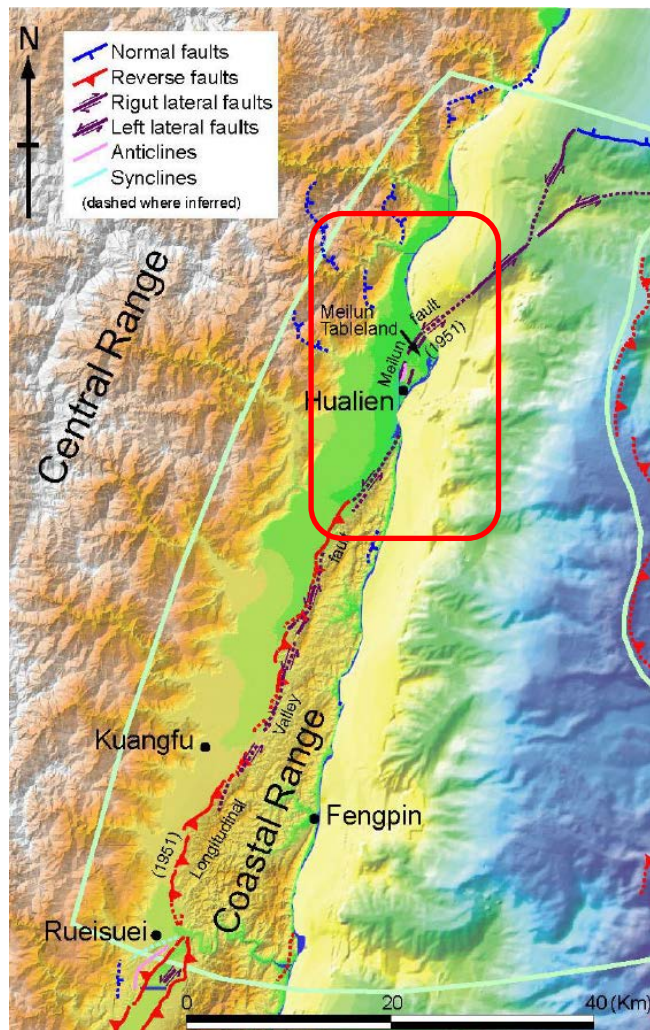 N
Normal faults
Reverse faults
Rigut lateral faults
Left lateral faults
Anticlines
Synclines
(dashed where inferred)
Central Range
Meilun
Tableland
Meilun fault
(1951)
Hualien
Longitudinal Valley fault
Kuangfu
Coastal Range
Fengpin
(1951)
Rueisuei
0 20 40 (Km)